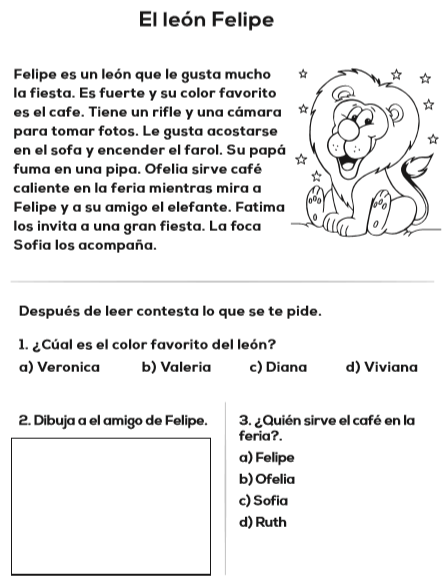 El león Felipe
Felipe es un león que le gusta mucho
la fiesta. Es fuerte y su color favorito
es el cafe. Tiene un rifle y una cámara
para tomar fotos. Le gusta acostarse
en el sofa y encender el farol. Su papá
fuma en una pipa. Ofelia sirve café
caliente en la feria mientras mira a
Felipe y a su amigo el elefante. Fatima
los invita a una gran fiesta. La foca
Sofia los acompaña.
Después de leer contesta lo que se te pide.
1. ¿Cúal es el color favorito del león?
a) Veronica b) Valeria c) Diana d) Viviana
2. Dibuja a el amigo de Felipe.
3. ¿Quién sirve el café en la
feria?.
a) Felipe
b) Ofelia
c) Sofia
d) Ruth